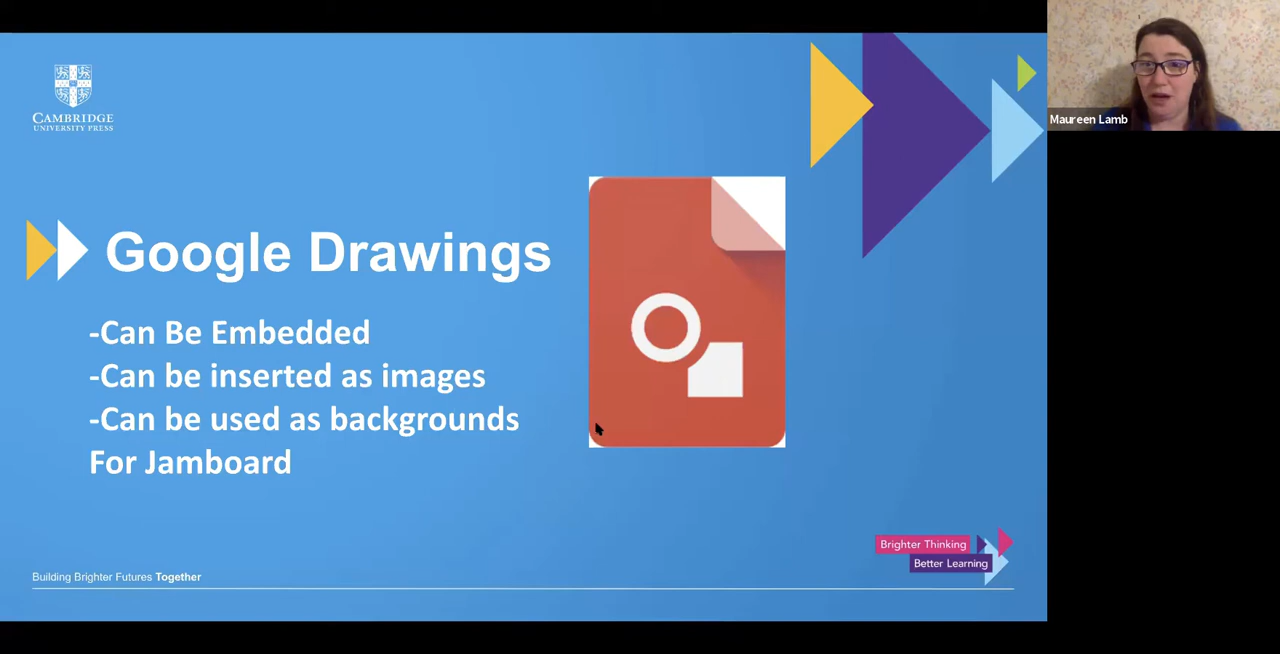 CAMBRIDGE
UNIVERSITY PRESS
Maureen Lamb
Google Drawings
-Can Be Embedded
-Can be inserted as images
-Can be used as backgrounds
For Jamboard
Brighter Thinking
Better Learning
Building Brighter Futures Together